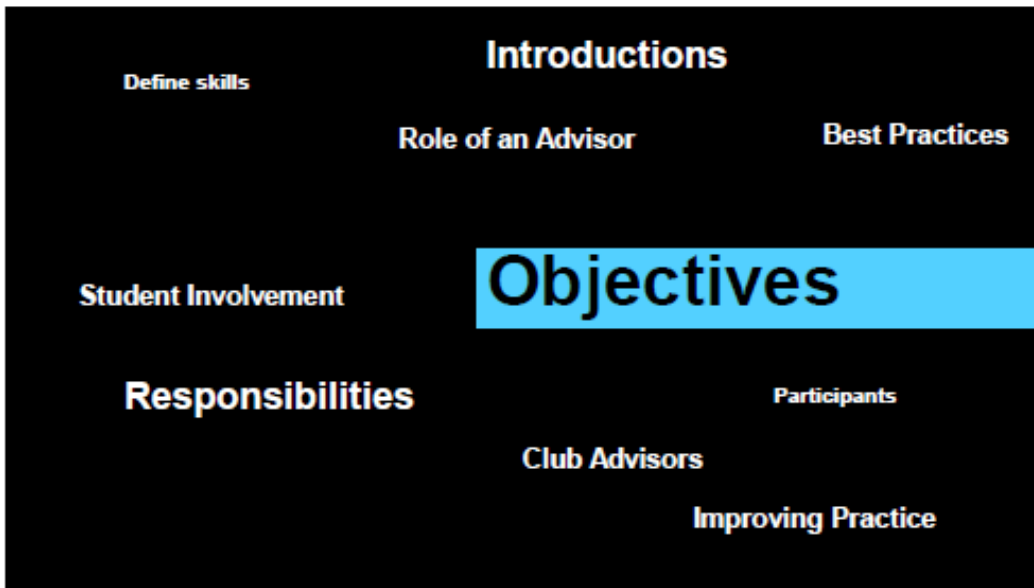 Introductions
Define skills
Role of an Advisor
Best Practices
Objectives
Student Involvement
Responsibilities
Participants
Club Advisors
Improving Practice